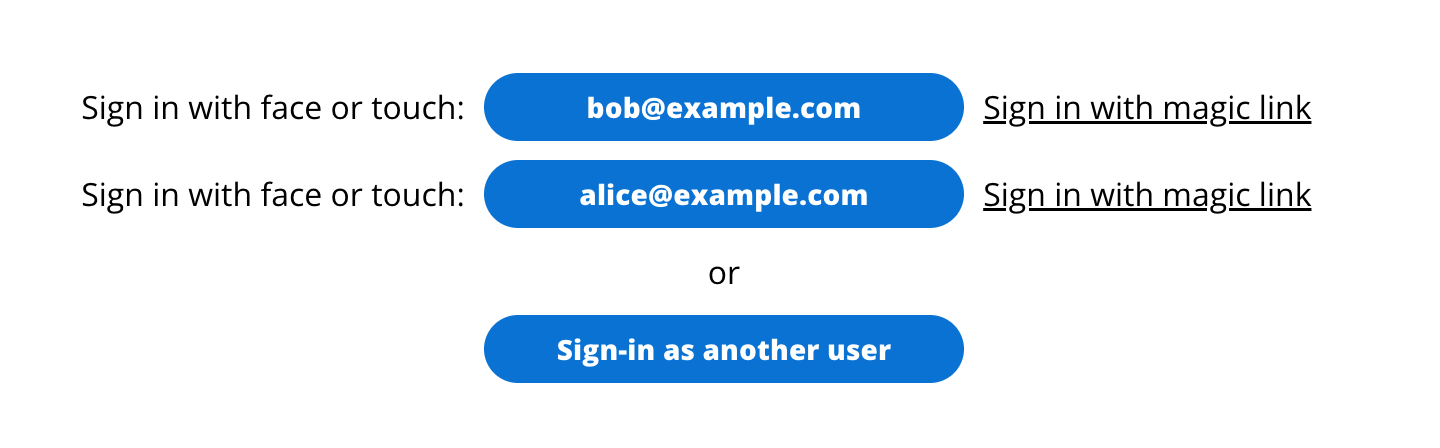 Sign in with face or touch: bob@example.com Sign in with magic link
Sign in with face or touch: alice@example.com Sign in with magic link
or
Sign-in as another user